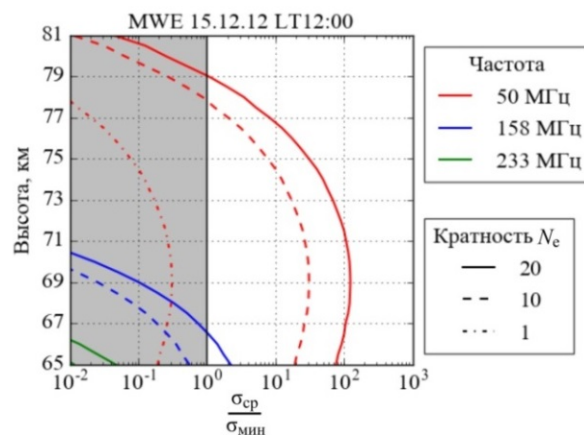 MWE 15.12.12 LT12:00
81
79
77
75
73
71
69
67
65
Высота, км
10⁻² 10⁻¹ 10⁰ 10¹ 10² 10³
σср
σмин
Частота
50 МГц
158 МГц
233 МГц
Кратность Nе
20
10
1